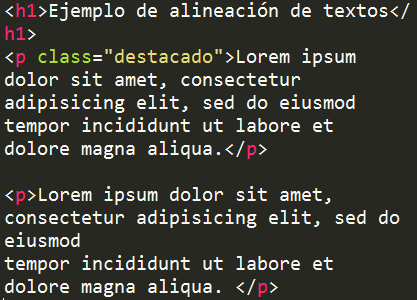 <h1>Ejemplo de alineación de textos</
h1>
<p class="destacado">Lorem ipsum
dolor sit amet, consectetur
adipisicing elit, sed do eiusmod
tempor incididunt ut labore et
dolore magna aliqua.</p>

<p>Lorem ipsum dolor sit amet,
consectetur adipisicing elit, sed do
eiusmod
tempor incididunt ut labore et
dolore magna aliqua. </p>